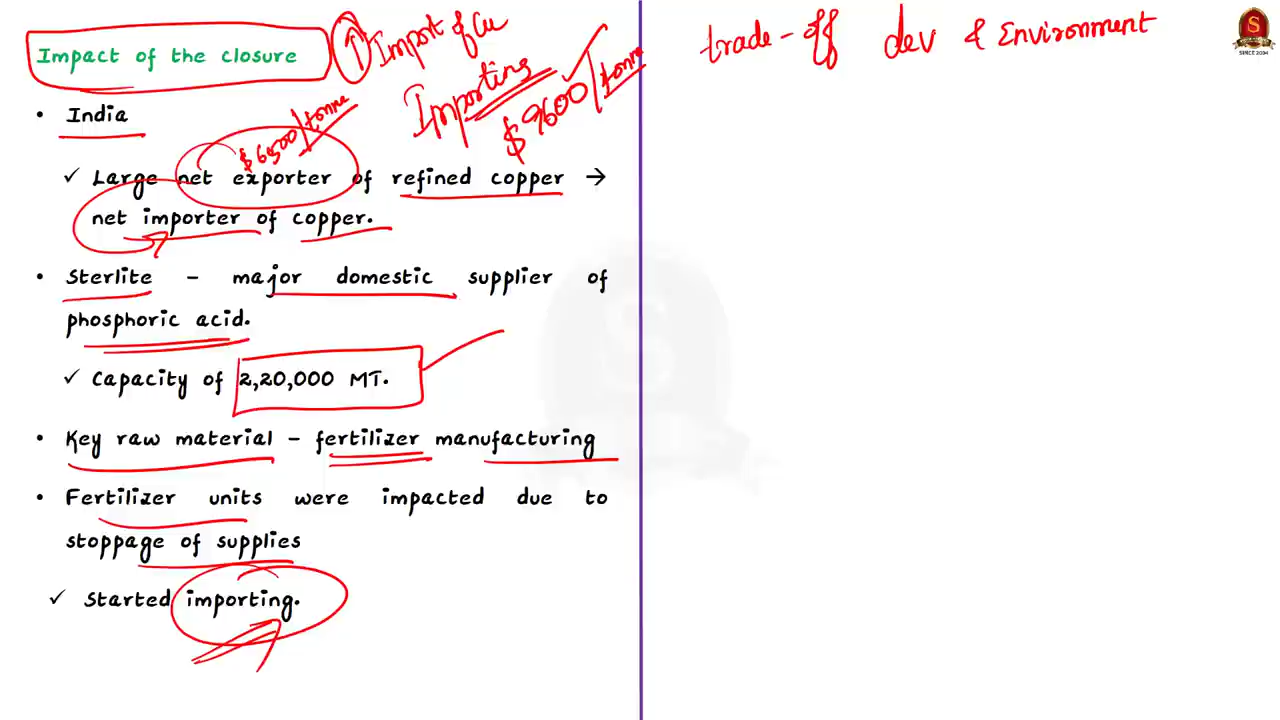 Impact of the closure
↑ Import of Cu
Importing
$ 9600/tonne
• India
$6500/tonne
✓ Large net exporter of refined copper →
net importer of copper.
• Sterlite - major domestic supplier of
phosphoric acid.
✓ Capacity of 2,20,000 MT.
• Key raw material - fertilizer manufacturing
• Fertilizer units were impacted due to
stoppage of supplies
✓ Started importing.
trade-off dev & Environment
S
SINCE 2004